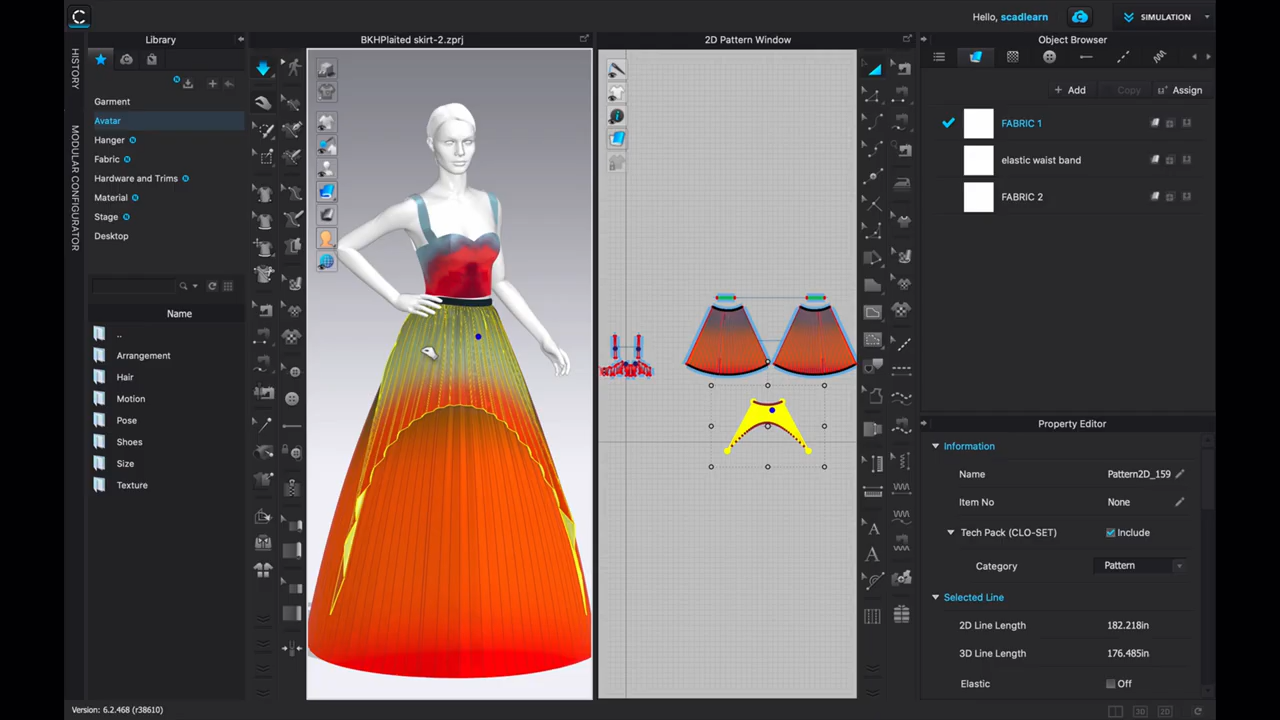 Hello, scadlearn
SIMULATION
Library
BKHPlaited skirt-2.zprj
2D Pattern Window
Object Browser
HISTORY
MODULAR CONFIGURATOR
Garment
Avatar
Hanger
Fabric
Hardware and Trims
Material
Stage
Desktop
Name
..
Arrangement
Hair
Motion
Pose
Shoes
Size
Texture
+ Add
Copy
Assign
FABRIC 1
elastic waist band
FABRIC 2
Property Editor
Information
Name Pattern2D_159
Item No None
Tech Pack (CLO-SET) Include
Category Pattern
Selected Line
2D Line Length 182.218in
3D Line Length 176.485in
Elastic Off
Version: 6.2.468 (r38610)
1 3D 2D